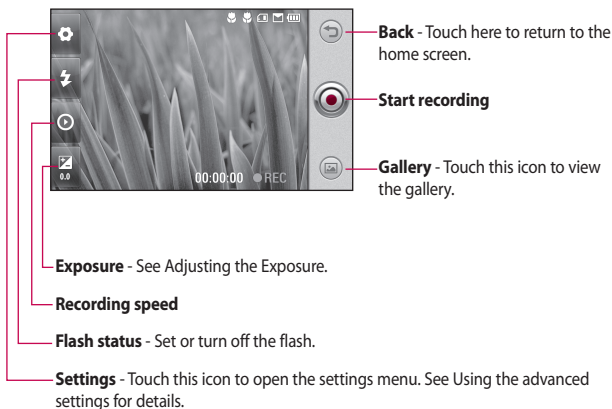 Back - Touch here to return to the
home screen.
Start recording
Gallery - Touch this icon to view
the gallery.
0.0
00:00:00 REC
Exposure - See Adjusting the Exposure.
Recording speed
Flash status - Set or turn off the flash.
Settings - Touch this icon to open the settings menu. See Using the advanced
settings for details.